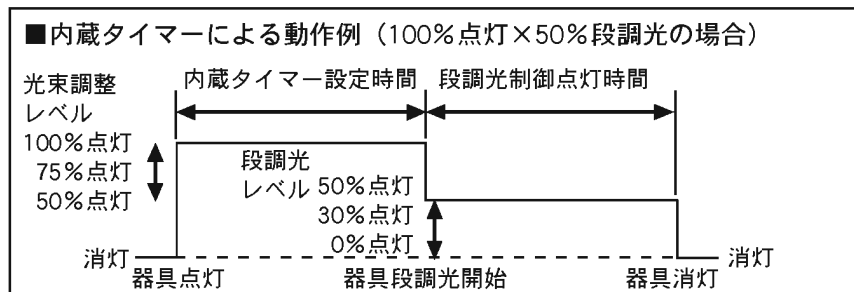 ■内蔵タイマーによる動作例（100%点灯×50%段調光の場合）
内蔵タイマー設定時間
段調光制御点灯時間
光束調整
レベル
100%点灯
75%点灯
50%点灯
段調光
レベル
50%点灯
30%点灯
0%点灯
消灯
消灯
器具点灯
器具段調光開始
器具消灯